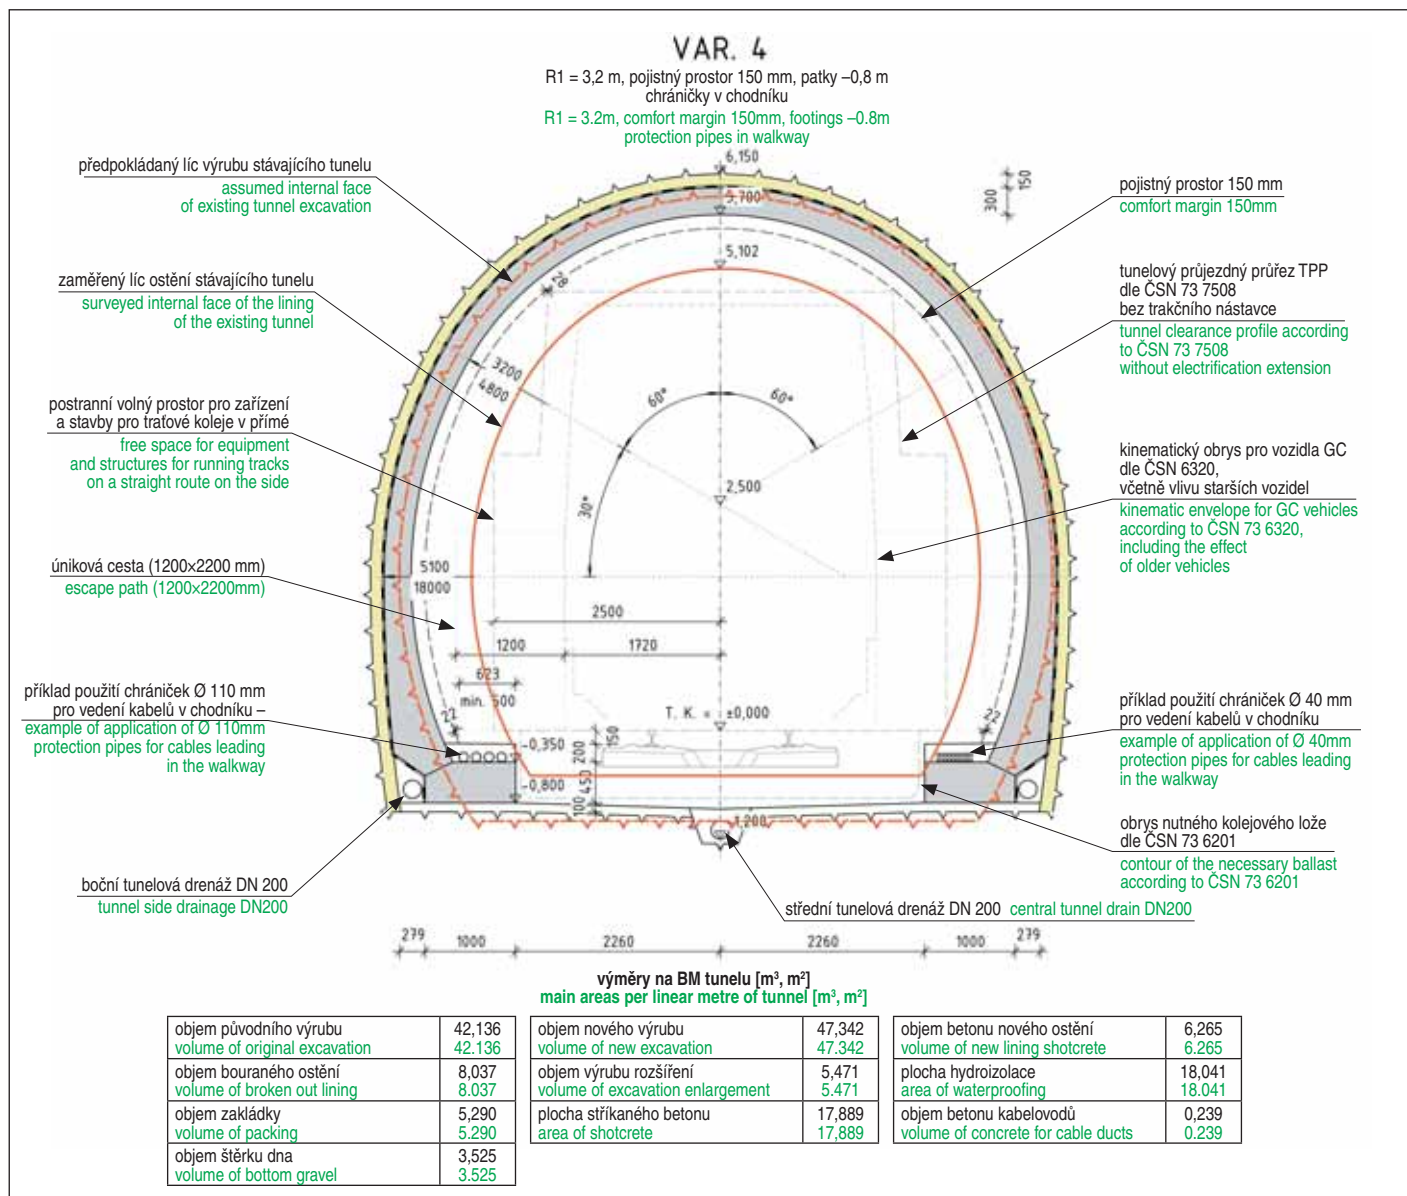 VAR. 4
R1 = 3,2 m, pojistný prostor 150 mm, patky –0,8 m
chráničky v chodníku
R1 = 3.2m, comfort margin 150mm, footings –0.8m
protection pipes in walkway
předpokládaný líc výrubu stávajícího tunelu
assumed internal face
of existing tunnel excavation
zaměřený líc ostění stávajícího tunelu
surveyed internal face of the lining
of the existing tunnel
postranní volný prostor pro zařízení
a stavby pro traťové koleje v přímé
free space for equipment
and structures for running tracks
on a straight route on the side
úniková cesta (1200×2200 mm)
escape path (1200×2200mm)
příklad použití chrániček Ø 110 mm
pro vedení kabelů v chodníku –
example of application of Ø 110mm
protection pipes for cables leading
in the walkway
boční tunelová drenáž DN 200
tunnel side drainage DN200
6,150
5,700
5,102
300
150
28
3200
4800
60°
60°
30°
2,500
5100
18000
2500
1200
1720
623
min. 500
22
22
T. K. = ±0,000
-0,350
-0,800
150
200
450
100
1,200
pojistný prostor 150 mm
comfort margin 150mm
tunelový průjezdný průřez TPP
dle ČSN 73 7508
bez trakčního nástavce
tunnel clearance profile according
to ČSN 73 7508
without electrification extension
kinematický obrys pro vozidla GC
dle ČSN 6320,
včetně vlivu starších vozidel
kinematic envelope for GC vehicles
according to ČSN 73 6320,
including the effect
of older vehicles
příklad použití chrániček Ø 40 mm
pro vedení kabelů v chodníku
example of application of Ø 40mm
protection pipes for cables leading
in the walkway
obrys nutného kolejového lože
dle ČSN 73 6201
contour of the necessary ballast
according to ČSN 73 6201
střední tunelová drenáž DN 200 central tunnel drain DN200
279 1000 2260 2260 1000 279
výměry na BM tunelu [m³, m²]
main areas per linear metre of tunnel [m³, m²]
objem původního výrubu 42,136
volume of original excavation 42.136
objem bouraného ostění 8,037
volume of broken out lining 8.037
objem zakládky 5,290
volume of packing 5.290
objem štěrku dna 3,525
volume of bottom gravel 3.525
objem nového výrubu 47,342
volume of new excavation 47.342
objem výrubu rozšíření 5,471
volume of excavation enlargement 5.471
plocha stříkaného betonu 17,889
area of shotcrete 17,889
objem betonu nového ostění 6,265
volume of new lining shotcrete 6.265
plocha hydroizolace 18,041
area of waterproofing 18.041
objem betonu kabelovodů 0,239
volume of concrete for cable ducts 0.239